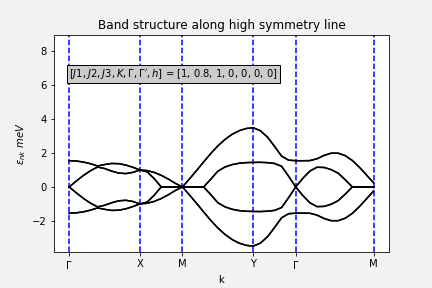 Band structure along high symmetry line
[J1, J2, J3, K, Γ, Γ′, h] = [1, 0.8, 1, 0, 0, 0, 0]
8
6
4
2
0
−2
ε_{nk} meV
Γ X M Y Γ M
k